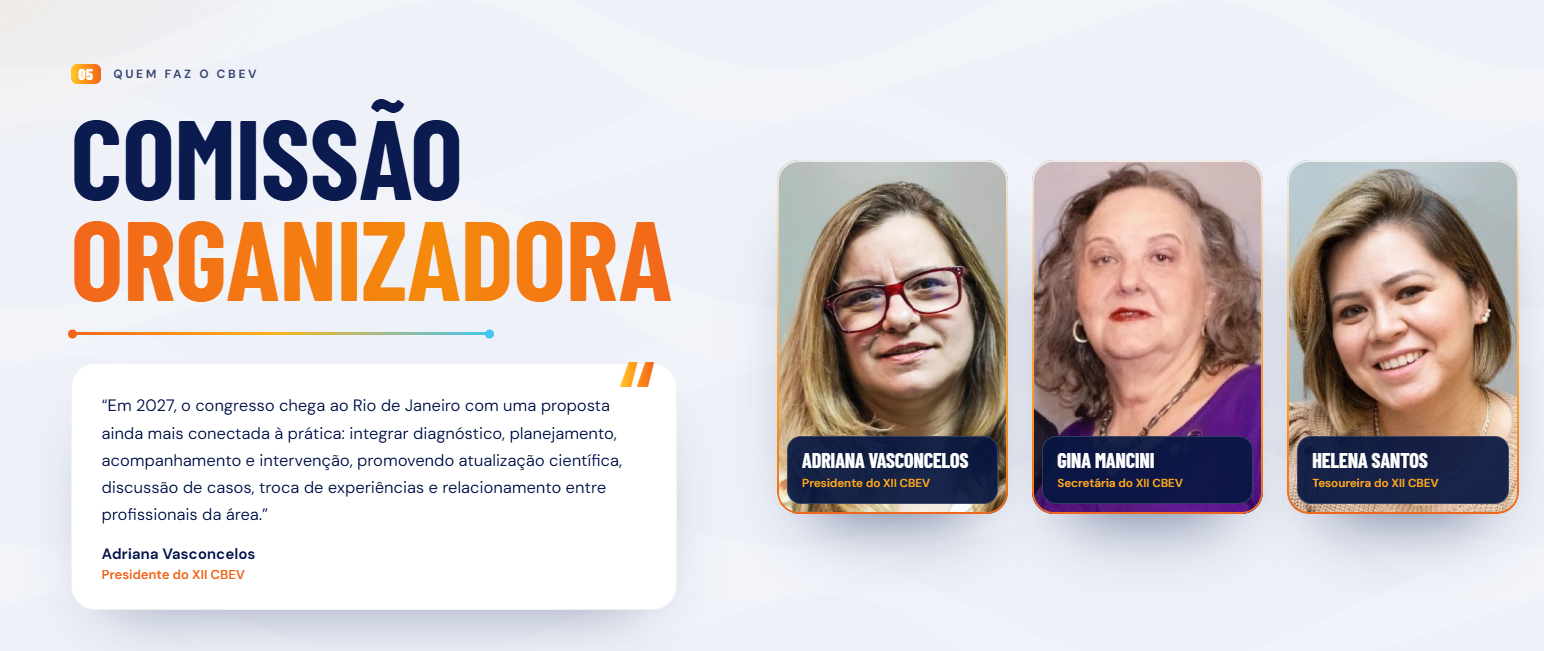 05 QUEM FAZ O CBEV
COMISSÃO
ORGANIZADORA
“Em 2027, o congresso chega ao Rio de Janeiro com uma proposta
ainda mais conectada à prática: integrar diagnóstico, planejamento,
acompanhamento e intervenção, promovendo atualização científica,
discussão de casos, troca de experiências e relacionamento entre
profissionais da área.”
Adriana Vasconcelos
Presidente do XII CBEV
ADRIANA VASCONCELOS
Presidente do XII CBEV
GINA MANCINI
Secretária do XII CBEV
HELENA SANTOS
Tesoureira do XII CBEV